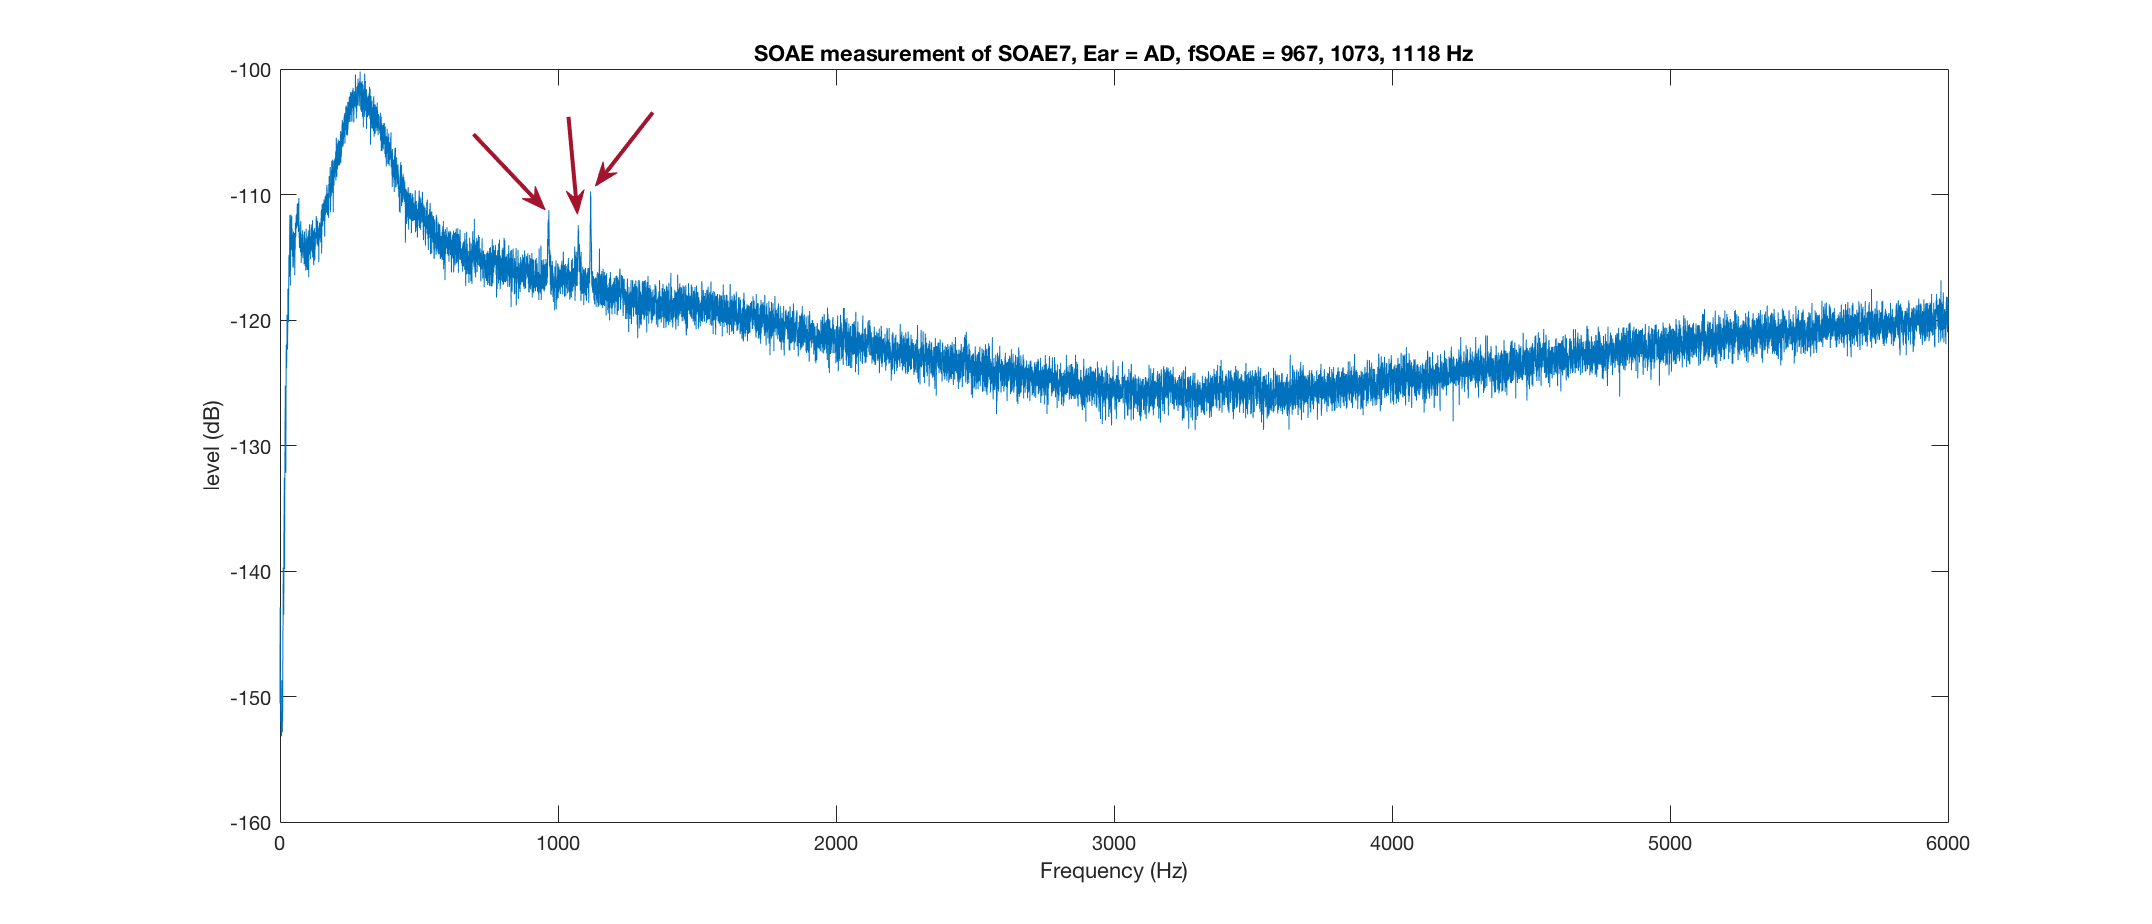 SOAE measurement of SOAE7, Ear = AD, fSOAE = 967, 1073, 1118 Hz
-100
-110
-120
-130
-140
-150
-160
level (dB)
0 1000 2000 3000 4000 5000 6000
Frequency (Hz)